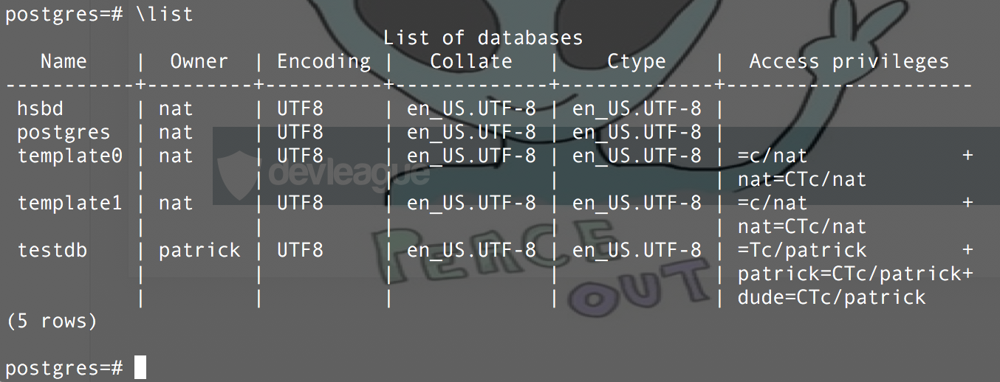 postgres=# \list
                                List of databases
   Name    |  Owner  | Encoding |   Collate   |    Ctype    |  Access privileges
-----------+---------+----------+-------------+-------------+---------------------
 hsbd      | nat     | UTF8     | en_US.UTF-8 | en_US.UTF-8 |
 postgres  | nat     | UTF8     | en_US.UTF-8 | en_US.UTF-8 |
 template0 | nat     | UTF8     | en_US.UTF-8 | en_US.UTF-8 | =c/nat             +
           |         |          |             |             | nat=CTc/nat
 template1 | nat     | UTF8     | en_US.UTF-8 | en_US.UTF-8 | =c/nat             +
           |         |          |             |             | nat=CTc/nat
 testdb    | patrick | UTF8     | en_US.UTF-8 | en_US.UTF-8 | =Tc/patrick        +
           |         |          |             |             | patrick=CTc/patrick+
           |         |          |             |             | dude=CTc/patrick
(5 rows)
postgres=#
devleague
PEACE
OUT